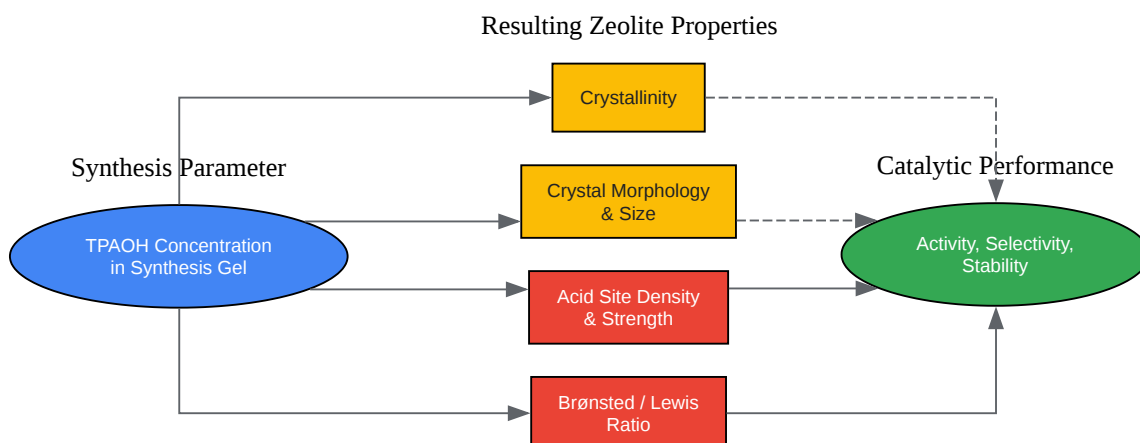 Resulting Zeolite Properties
Crystallinity
Synthesis Parameter
Catalytic Performance
Crystal Morphology
& Size
TPAOH Concentration
in Synthesis Gel
Activity, Selectivity,
Stability
Acid Site Density
& Strength
Brønsted / Lewis
Ratio